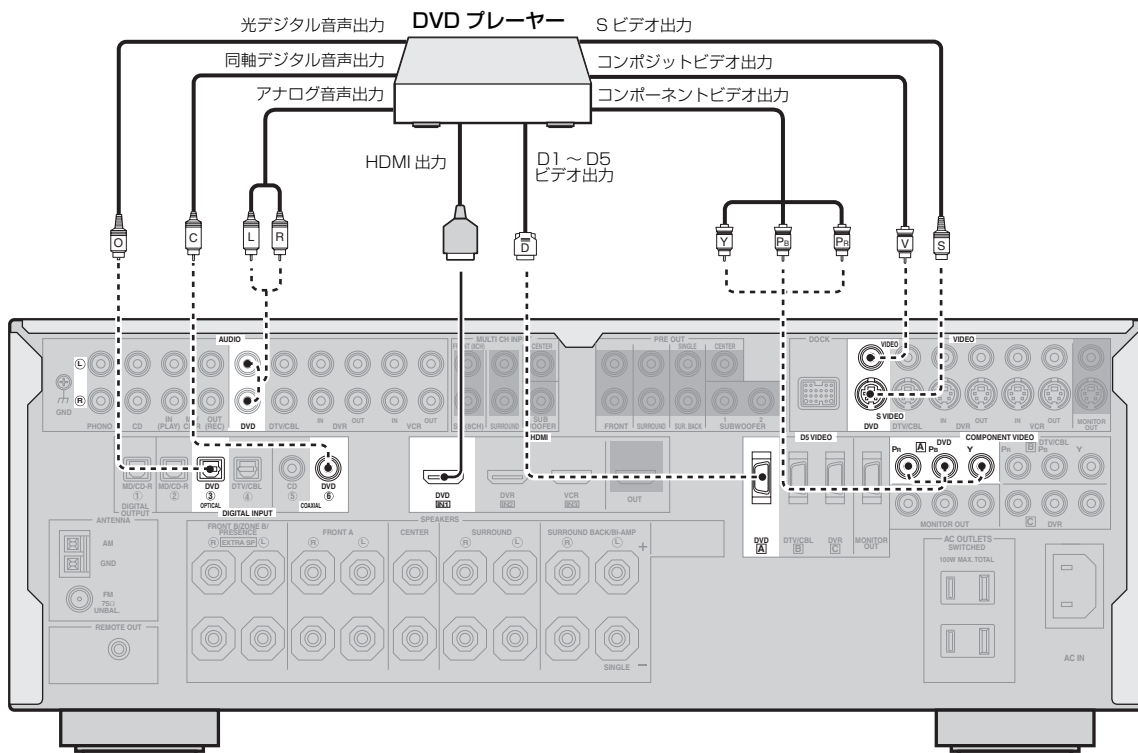 DVD プレーヤー
光デジタル音声出力
同軸デジタル音声出力
アナログ音声出力
S ビデオ出力
コンポジットビデオ出力
コンポーネントビデオ出力
HDMI 出力
D1 ～ D5
ビデオ出力
O
C
L
R
D
Y
PB
PR
V
S
AUDIO
L
R
GND
PHONO
CD
IN
(PLAY)
OUT
(REC)
DVD
DTV/CBL
IN
OUT
DVR
IN
OUT
VCR
MULTI CH INPUT
CENTER
SURROUND
PRE OUT
SINGLE
CENTER
FRONT
SURROUND
SUR. BACK
1
2
SUBWOOFER
DOCK
VIDEO
VIDEO
S VIDEO
DVD
DTV/CBL
IN
OUT
DVR
IN
OUT
VCR
MONITOR
OUT
MD/CD-R
①
MD/CD-R
②
DVD
③
DTV/CBL
④
CD
⑤
DVD
⑥
DIGITAL
OUTPUT
OPTICAL
COAXIAL
DIGITAL INPUT
HDMI
DVD
IN1
DVR
IN2
VCR
IN3
OUT
D5 VIDEO
DVD
A
DTV/CBL
B
DVR
C
MONITOR
OUT
COMPONENT VIDEO
PR
A
PB
DVD
Y
PR
B
PB
DTV/CBL
Y
MONITOR OUT
C
DVR
ANTENNA
AM
GND
FM
75Ω
UNBAL.
REMOTE OUT
SPEAKERS
FRONT B/ZONE B/
PRESENCE
R
EXTRA SP
L
FRONT A
R
L
CENTER
SURROUND
R
L
SURROUND BACK/BI-AMP
R
L
+
SINGLE
−
AC OUTLETS
SWITCHED
100W MAX. TOTAL
AC IN